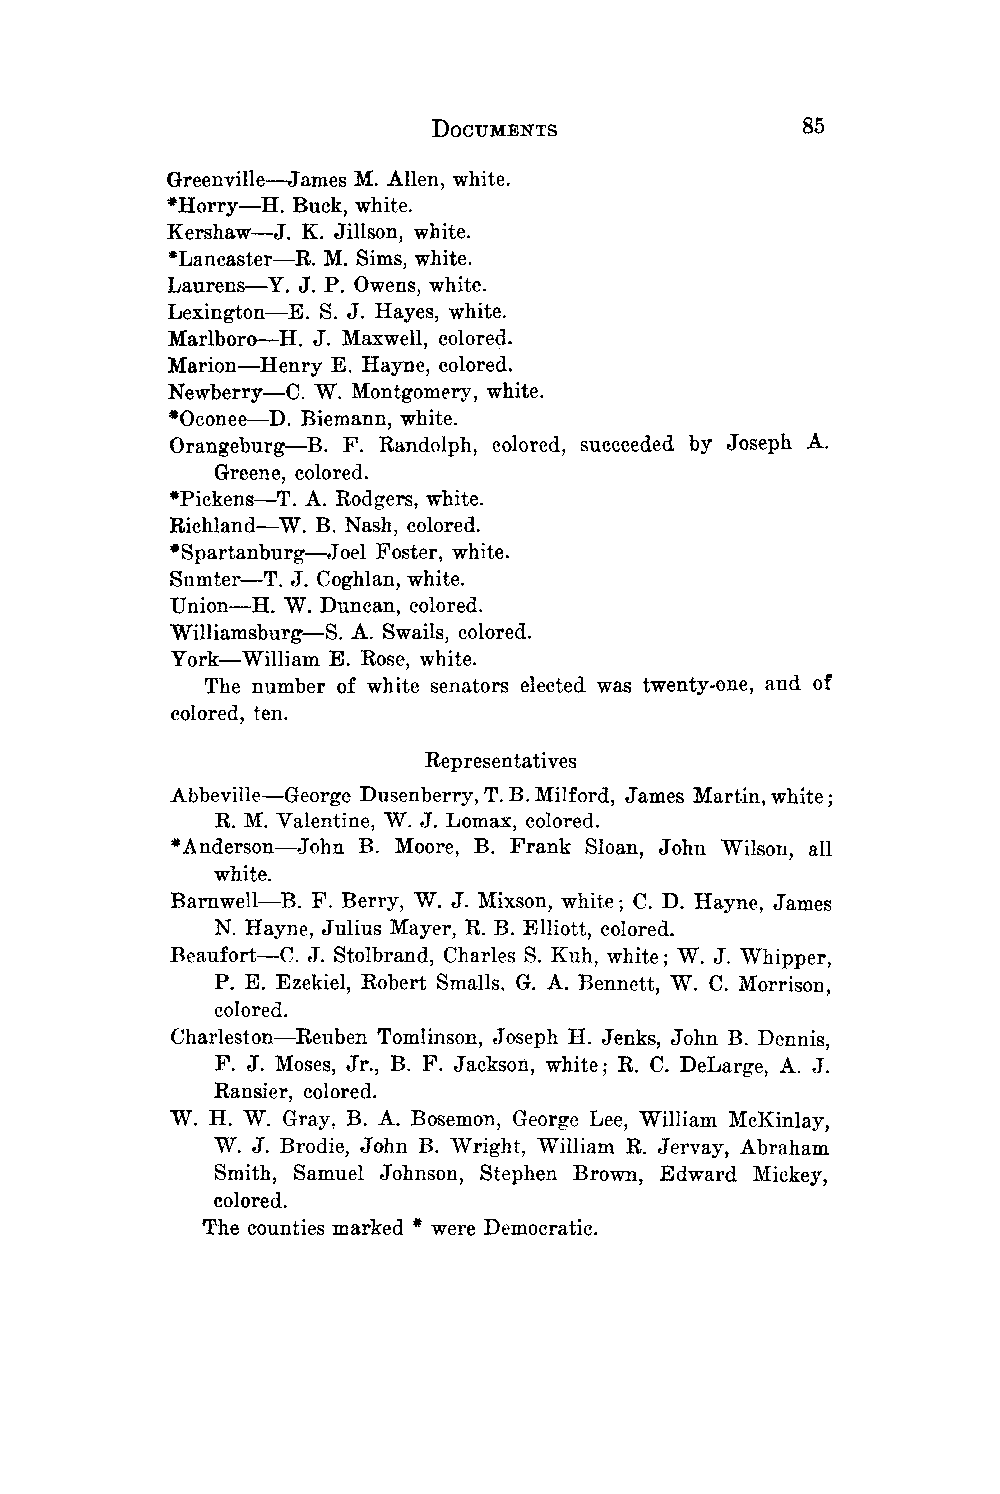 DOCUMENTS 85
Greenville—James M. Allen, white.
*Horry—H. Buck, white.
Kershaw—J. K. Jillson, white.
*Lancaster—R. M. Sims, white.
Laurens—Y. J. P. Owens, white.
Lexington—E. S. J. Hayes, white.
Marlboro—H. J. Maxwell, colored.
Marion—Henry E. Hayne, colored.
Newberry—C. W. Montgomery, white.
*Oconee—D. Biemann, white.
Orangeburg—B. F. Randolph, colored, succeeded by Joseph A.
Greene, colored.
*Pickens—T. A. Rodgers, white.
Richland—W. B. Nash, colored.
*Spartanburg—Joel Foster, white.
Sumter—T. J. Coghlan, white.
Union—H. W. Duncan, colored.
Williamsburg—S. A. Swails, colored.
York—William E. Rose, white.
The number of white senators elected was twenty-one, and of
colored, ten.
Representatives
Abbeville—George Dusenberry, T. B. Milford, James Martin, white;
R. M. Valentine, W. J. Lomax, colored.
*Anderson—John B. Moore, B. Frank Sloan, John Wilson, all
white.
Barnwell—B. F. Berry, W. J. Mixson, white; C. D. Hayne, James
N. Hayne, Julius Mayer, R. B. Elliott, colored.
Beaufort—C. J. Stolbrand, Charles S. Kuh, white; W. J. Whipper,
P. E. Ezekiel, Robert Smalls, G. A. Bennett, W. C. Morrison,
colored.
Charleston—Reuben Tomlinson, Joseph H. Jenks, John B. Dennis,
F. J. Moses, Jr., B. F. Jackson, white; R. C. DeLarge, A. J.
Ransier, colored.
W. H. W. Gray, B. A. Bosemon, George Lee, William McKinlay,
W. J. Brodie, John B. Wright, William R. Jervay, Abraham
Smith, Samuel Johnson, Stephen Brown, Edward Mickey,
colored.
The counties marked * were Democratic.